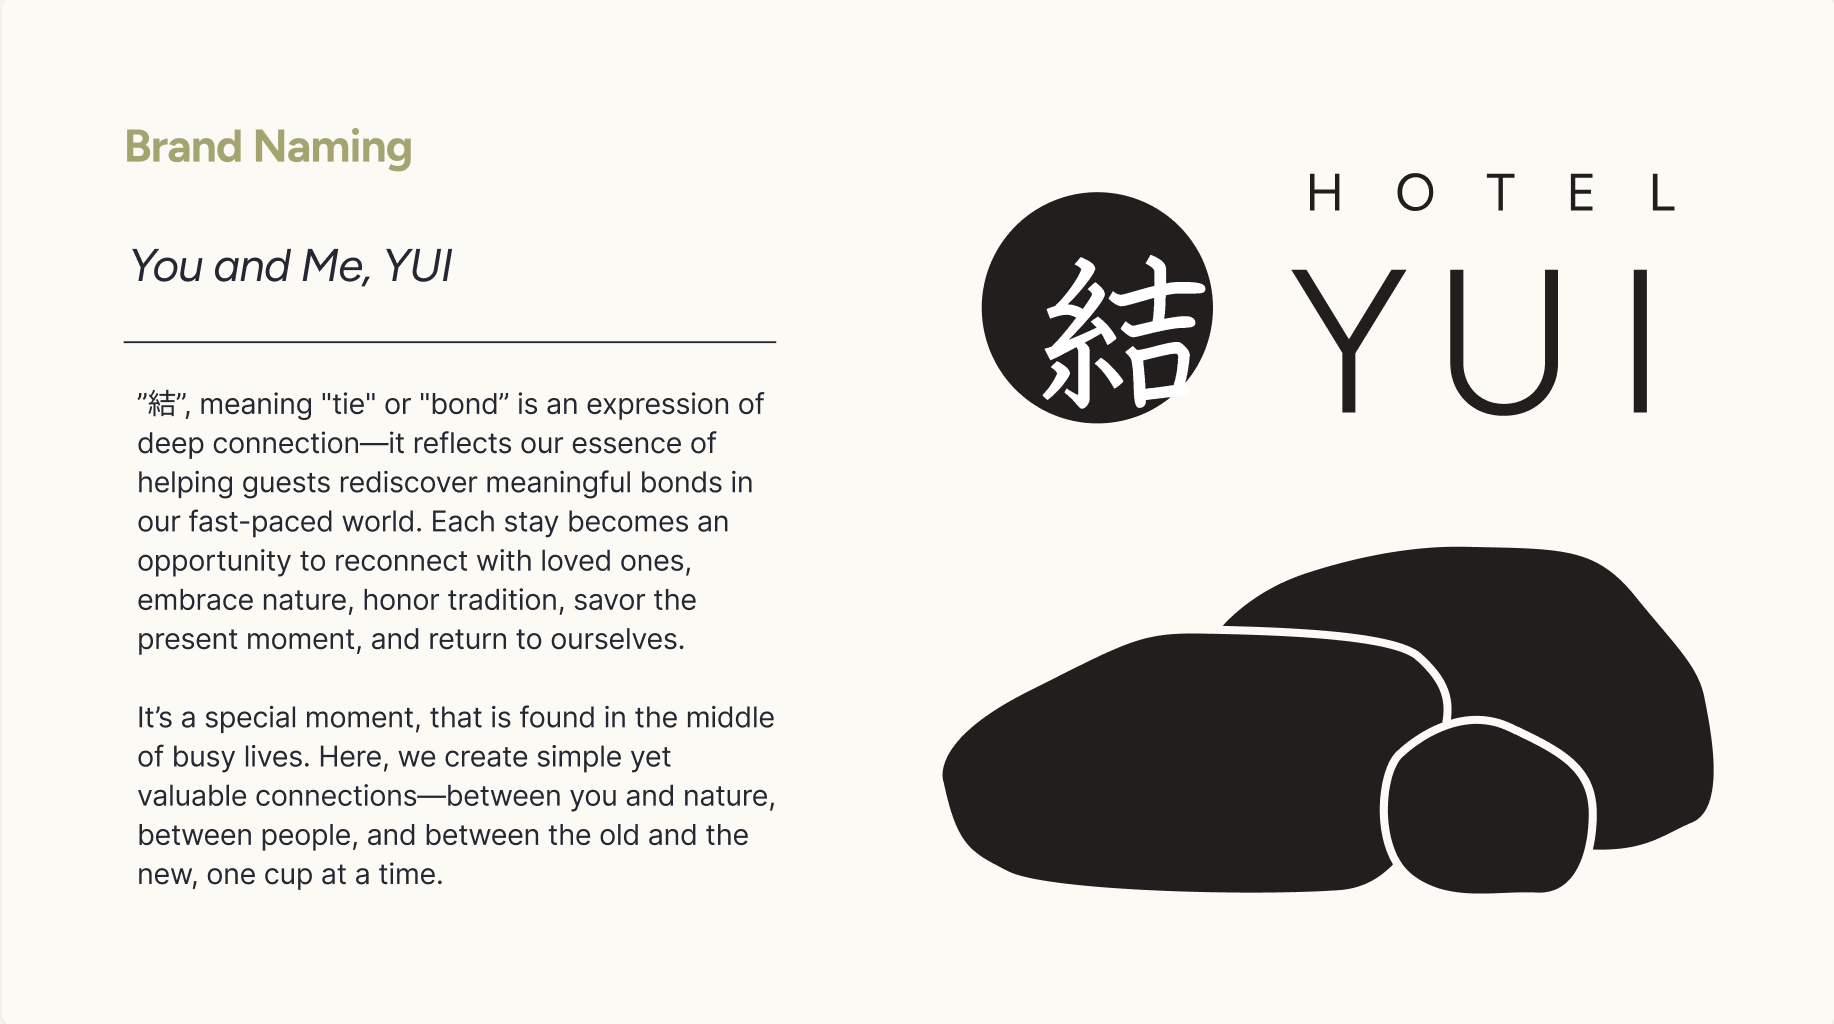 Brand Naming
You and Me, YUI
”結”, meaning "tie" or "bond” is an expression of
deep connection—it reflects our essence of
helping guests rediscover meaningful bonds in
our fast-paced world. Each stay becomes an
opportunity to reconnect with loved ones,
embrace nature, honor tradition, savor the
present moment, and return to ourselves.
It’s a special moment, that is found in the middle
of busy lives. Here, we create simple yet
valuable connections—between you and nature,
between people, and between the old and the
new, one cup at a time.
結
HOTEL
YUI